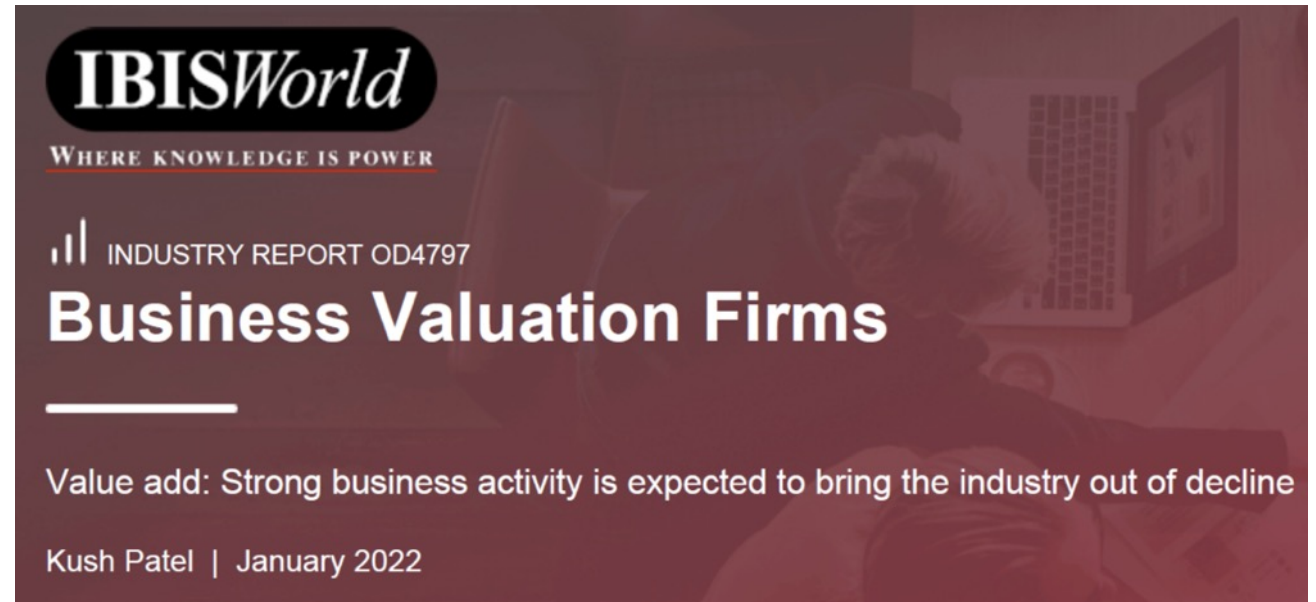 IBISWorld
WHERE KNOWLEDGE IS POWER
INDUSTRY REPORT OD4797
Business Valuation Firms
Value add: Strong business activity is expected to bring the industry out of decline
Kush Patel | January 2022